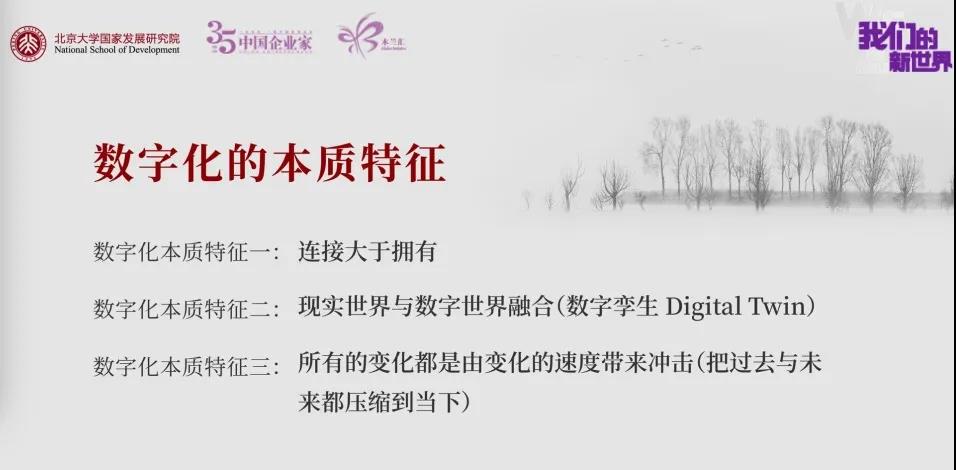 北京大学国家发展研究院
National School of Development
35 中国企业家
木兰汇
我们的
新世界
数字化的本质特征
数字化本质特征一：连接大于拥有
数字化本质特征二：现实世界与数字世界融合（数字孪生 Digital Twin）
数字化本质特征三：所有的变化都是由变化的速度带来冲击（把过去与未
来都压缩到当下）